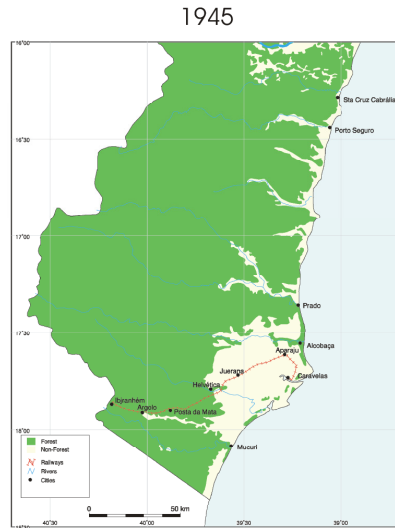 1945
16°00'
Sta Cruz Cabrália
Porto Seguro
16°30'
17°00'
Prado
17°30'
Alcobaça
Aparaju
Juerana
Caravelas
Helvética
Ibiranhém
Argolo
Posta da Mata
18°00'
Mucuri
Forest
Non-Forest
Railways
Rivers
Cities
0 50 km
40°30' 40°00' 39°30' 39°00'